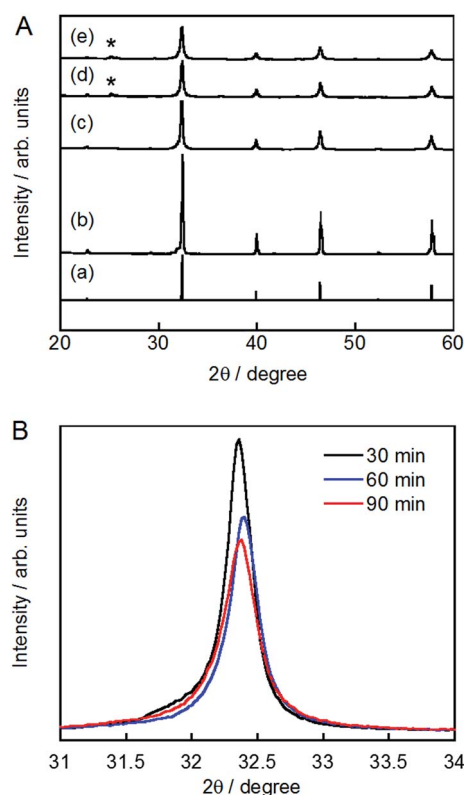 A
(e)
*
(d)
*
(c)
(b)
(a)
Intensity / arb. units
20 30 40 50 60
2θ / degree
B
30 min
60 min
90 min
Intensity / arb. units
31 31.5 32 32.5 33 33.5 34
2θ / degree